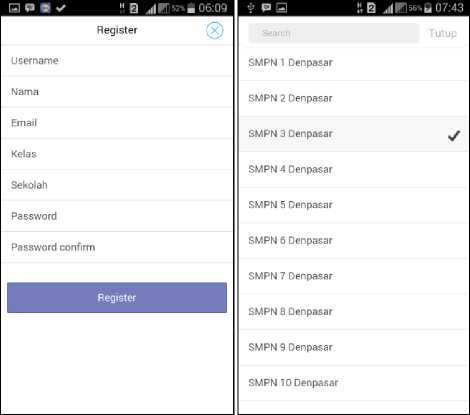 52% 06:09
Register
Username
Nama
Email
Kelas
Sekolah
Password
Password confirm
Register
56% 07:43
Search Tutup
SMPN 1 Denpasar
SMPN 2 Denpasar
SMPN 3 Denpasar
SMPN 4 Denpasar
SMPN 5 Denpasar
SMPN 6 Denpasar
SMPN 7 Denpasar
SMPN 8 Denpasar
SMPN 9 Denpasar
SMPN 10 Denpasar